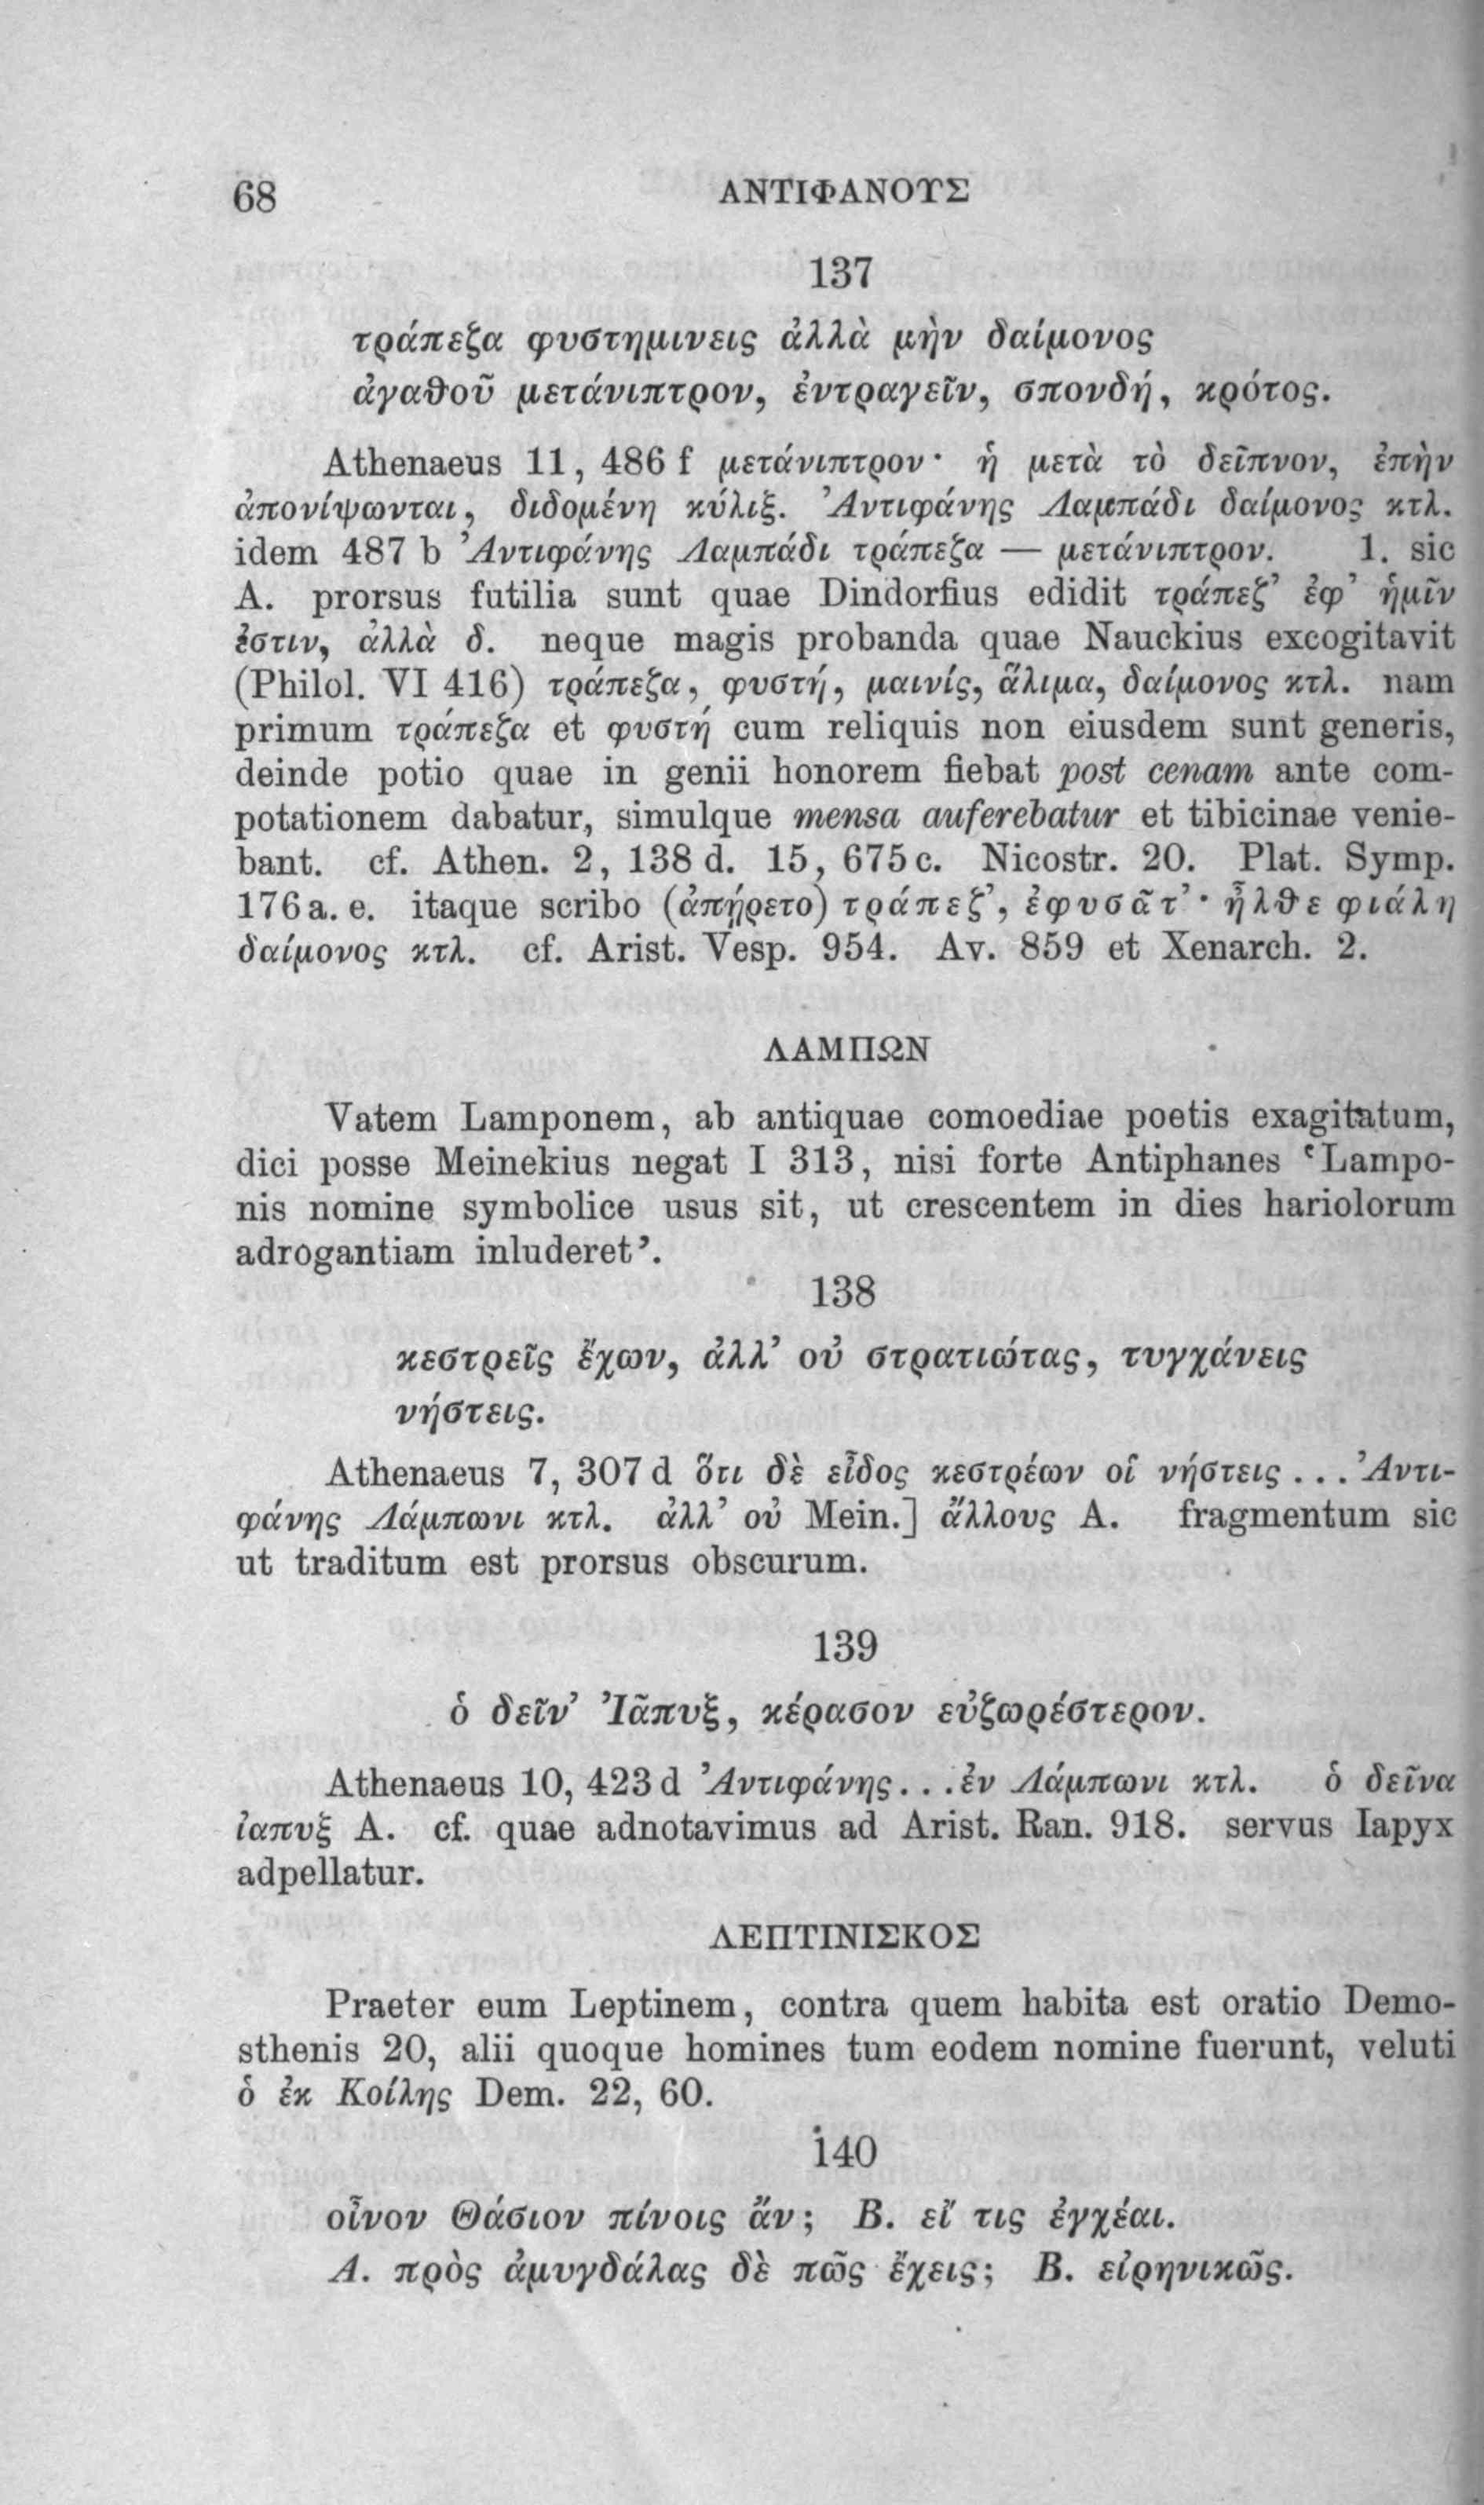 68 ΑΝΤΙΦΑΝΟΥΣ
137
τράπεζα φυστημινεις ἀλλὰ μὴν δαίμονος
ἀγαθοῦ μετάνιπτρον, ἐντραγεῖν, σπονδή, κρότος.
Athenaeus 11, 486 f μετάνιπτρον· ἡ μετὰ τὸ δεῖπνον, ἐπὴν
ἀπονίψωνται, διδομένη κύλιξ. Ἀντιφάνης Λαμπάδι δαίμονος κτλ.
idem 487 b Ἀντιφάνης Λαμπάδι τράπεζα — μετάνιπτρον. 1. sic
A. prorsus futilia sunt quae Dindorfius edidit τράπεζ’ ἐφ’ ἡμῖν
ἐστιν, ἀλλὰ δ. neque magis probanda quae Nauckius excogitavit
(Philol. VI 416) τράπεζα, φυστή, μαινίς, ἅλιμα, δαίμονος κτλ. nam
primum τράπεζα et φυστή cum reliquis non eiusdem sunt generis,
deinde potio quae in genii honorem fiebat post cenam ante com-
potationem dabatur, simulque mensa auferebatur et tibicinae venie-
bant. cf. Athen. 2, 138 d. 15, 675 c. Nicostr. 20. Plat. Symp.
176 a. e. itaque scribo (ἀπῄρετο) τράπεζ’, ἐφυσᾶτ’· ἦλθε φιάλη
δαίμονος κτλ. cf. Arist. Vesp. 954. Av. 859 et Xenarch. 2.
ΛΑΜΠΩΝ
Vatem Lamponem, ab antiquae comoediae poetis exagitatum,
dici posse Meinekius negat I 313, nisi forte Antiphanes ‘Lampo-
nis nomine symbolice usus sit, ut crescentem in dies hariolorum
adrogantiam inluderet’.
138
κεστρεῖς ἔχων, ἀλλ’ οὐ στρατιώτας, τυγχάνεις
νήστεις.
Athenaeus 7, 307 d ὅτι δὲ εἶδος κεστρέων οἱ νήστεις ... Ἀντι-
φάνης Λάμπωνι κτλ. ἀλλ’ οὐ Mein.] ἄλλους A. fragmentum sic
ut traditum est prorsus obscurum.
139
ὁ δεῖν’ Ἰᾶπυξ, κέρασον εὐζωρέστερον.
Athenaeus 10, 423 d Ἀντιφάνης...ἐν Λάμπωνι κτλ. ὁ δεῖνα
ἰαπυξ A. cf. quae adnotavimus ad Arist. Ran. 918. servus Iapyx
adpellatur.
ΛΕΠΤΙΝΙΣΚΟΣ
Praeter eum Leptinem, contra quem habita est oratio Demo-
sthenis 20, alii quoque homines tum eodem nomine fuerunt, veluti
ὁ ἐκ Κοίλης Dem. 22, 60.
140
οἶνον Θάσιον πίνοις ἄν; Β. εἴ τις ἐγχέαι.
Α. πρὸς ἀμυγδάλας δὲ πῶς ἔχεις; Β. εἰρηνικῶς.